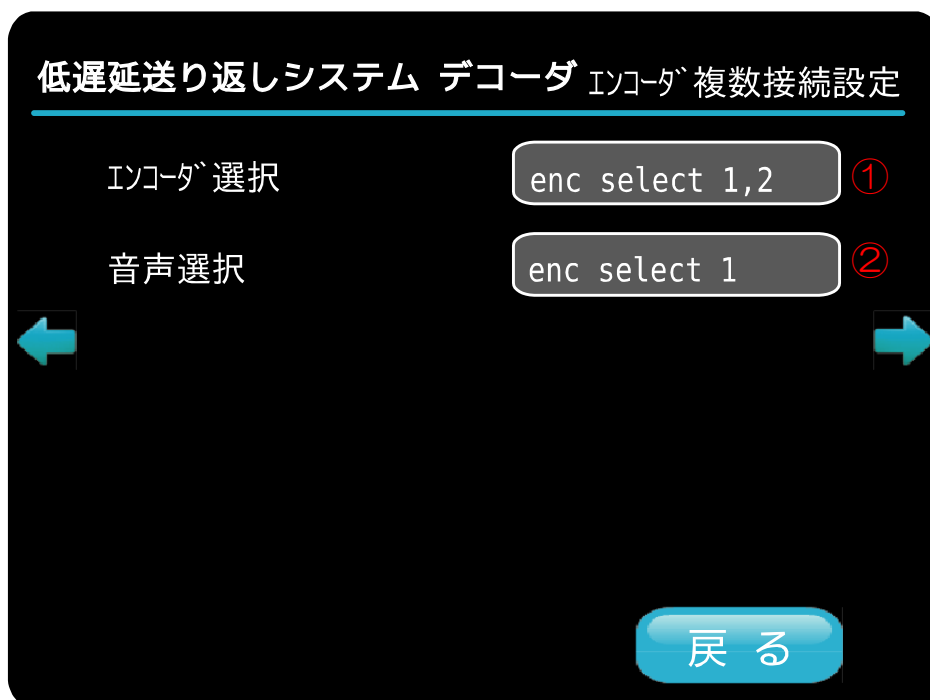 低遅延送り返しシステム デコーダ ｴﾝｺｰﾀﾞ複数接続設定
ｴﾝｺｰﾀﾞ選択 enc select 1,2 ①
音声選択 enc select 1 ②
戻 る